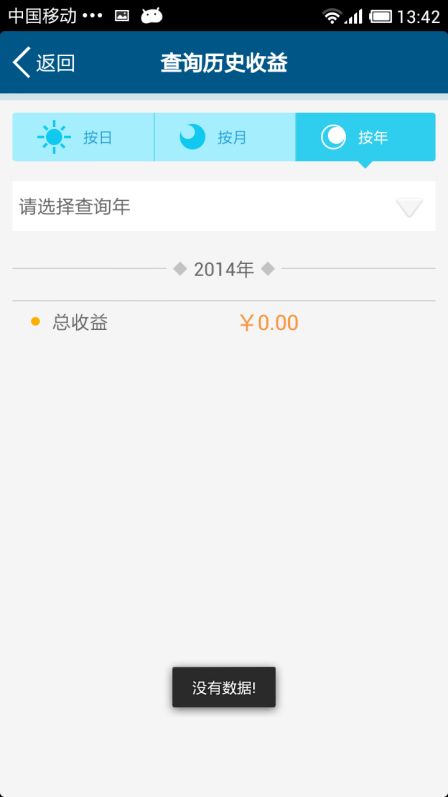 中国移动 ••• 13:42
返回 查询历史收益
按日 按月 按年
请选择查询年
2014年
总收益 ￥0.00
没有数据!